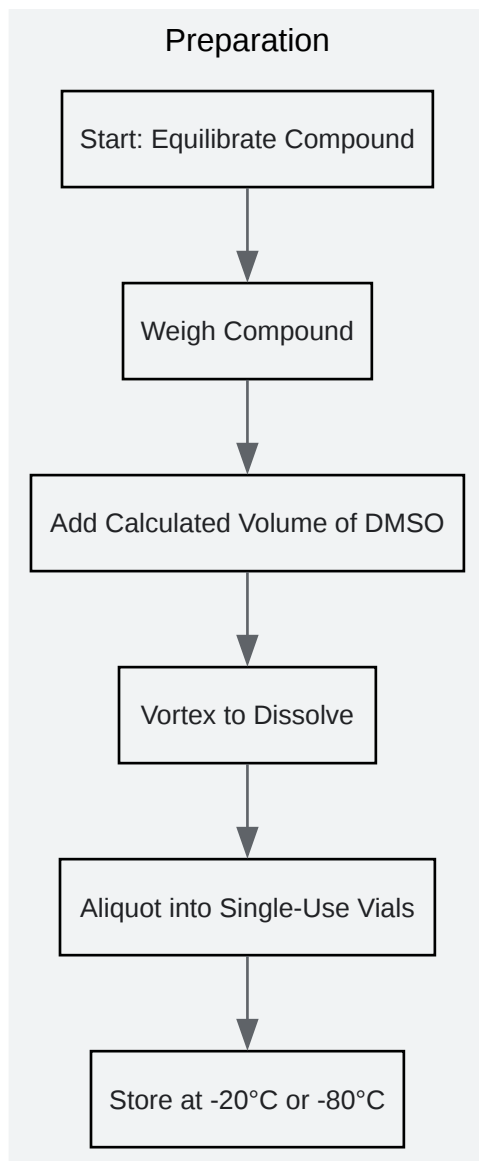 Preparation
Start: Equilibrate Compound
Weigh Compound
Add Calculated Volume of DMSO
Vortex to Dissolve
Aliquot into Single-Use Vials
Store at -20°C or -80°C